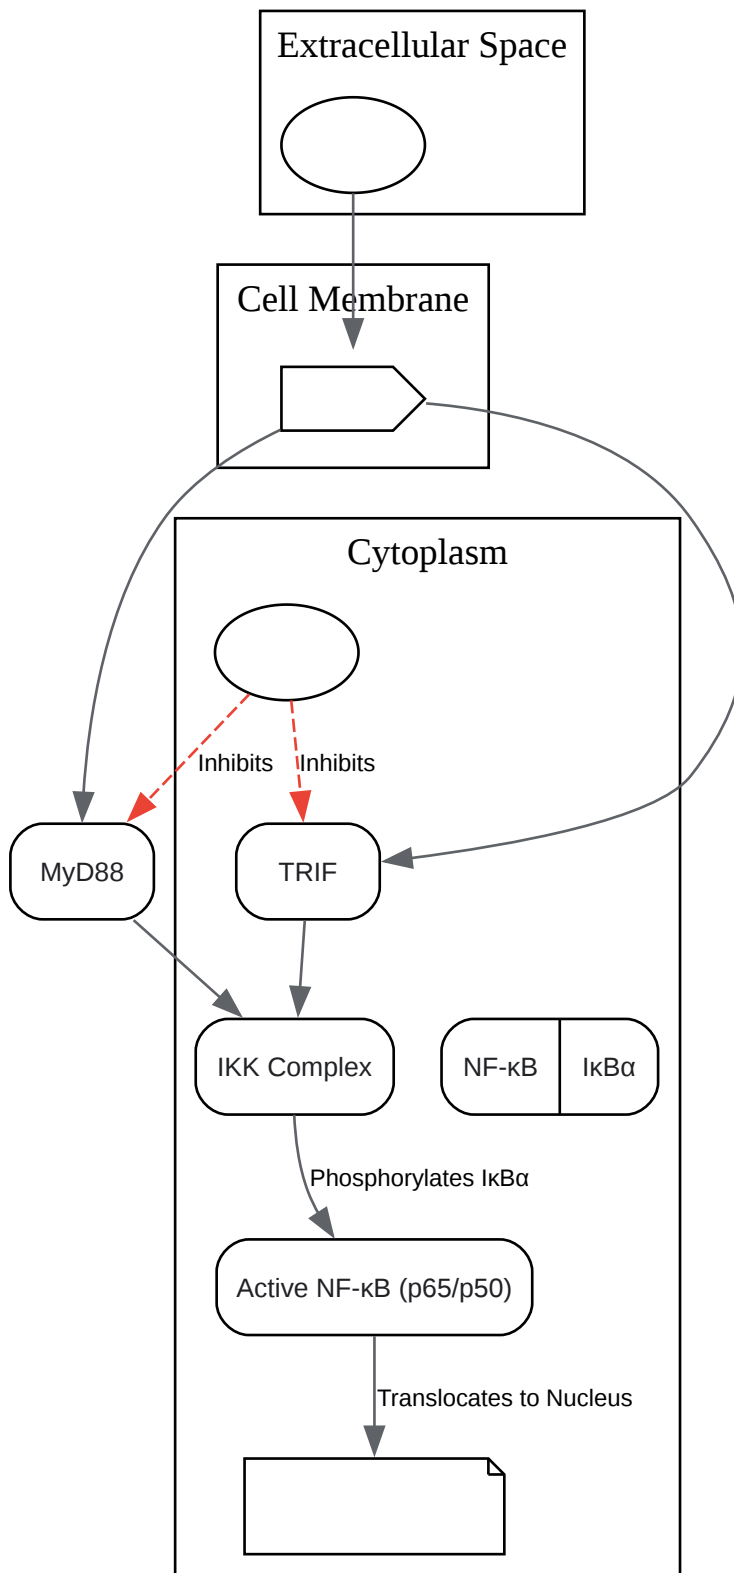 Extracellular Space
Cell Membrane
Cytoplasm
Inhibits
Inhibits
MyD88
TRIF
IKK Complex
NF-κB
IκBα
Phosphorylates IκBα
Active NF-κB (p65/p50)
Translocates to Nucleus